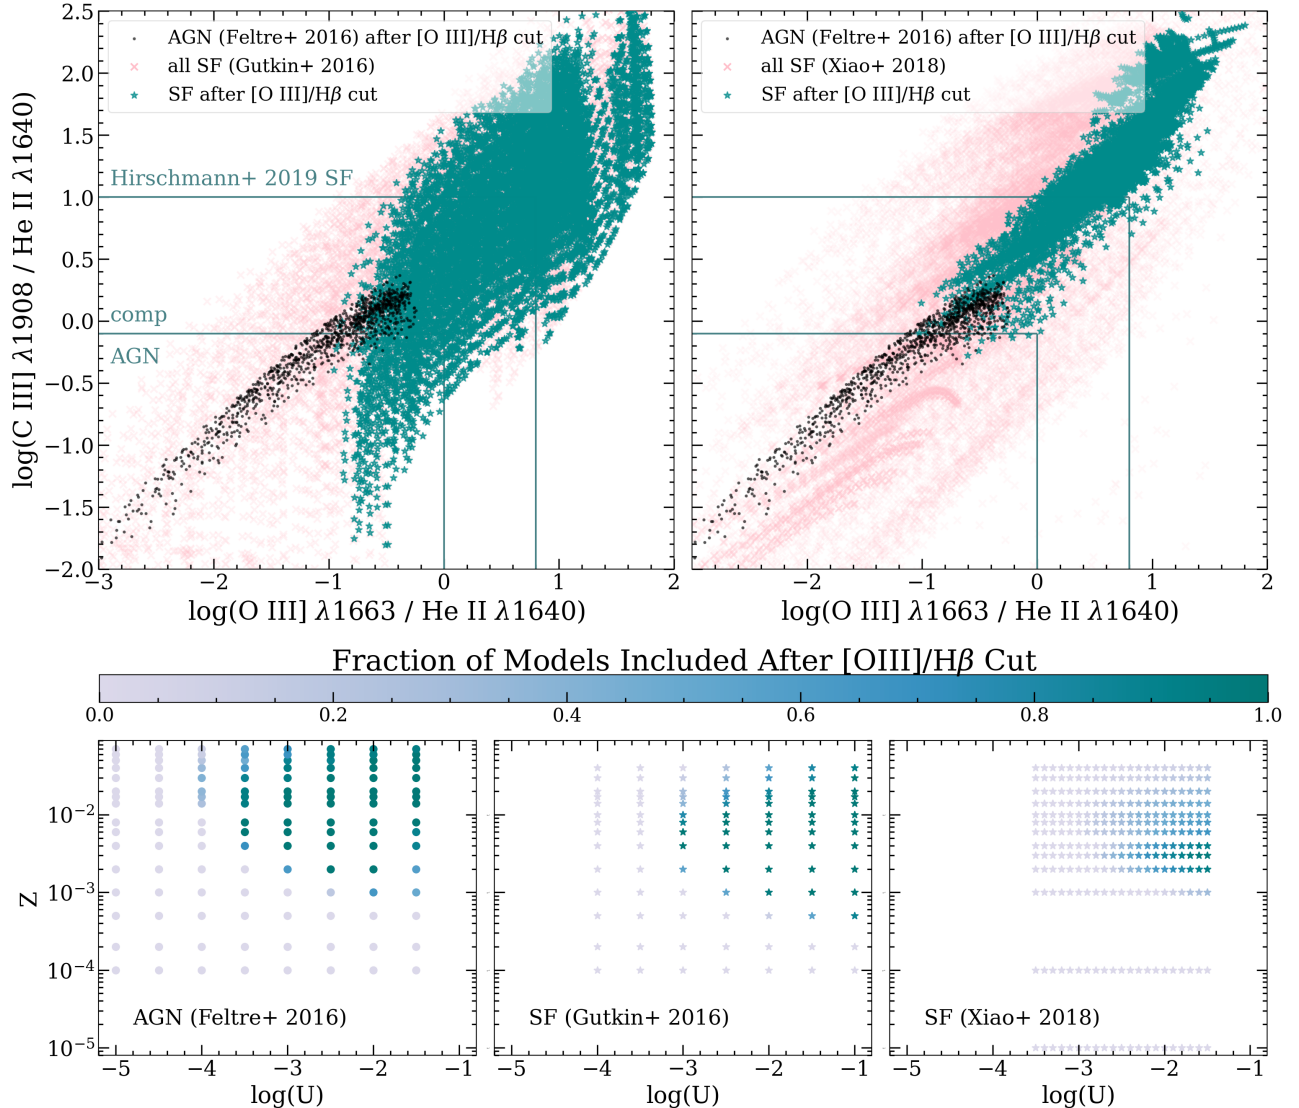 AGN (Feltre+ 2016) after [O III]/Hβ cut
all SF (Gutkin+ 2016)
SF after [O III]/Hβ cut
AGN (Feltre+ 2016) after [O III]/Hβ cut
all SF (Xiao+ 2018)
SF after [O III]/Hβ cut
log(C III] λ1908 / He II λ1640)
2.5
2.0
1.5
1.0
0.5
0.0
−0.5
−1.0
−1.5
−2.0
Hirschmann+ 2019 SF
comp
AGN
−3 −2 −1 0 1 2
−2 −1 0 1 2
log(O III] λ1663 / He II λ1640)
log(O III] λ1663 / He II λ1640)
Fraction of Models Included After [OIII]/Hβ Cut
0.0 0.2 0.4 0.6 0.8 1.0
Z
10⁻²
10⁻³
10⁻⁴
10⁻⁵
AGN (Feltre+ 2016)
SF (Gutkin+ 2016)
SF (Xiao+ 2018)
−5 −4 −3 −2 −1
−5 −4 −3 −2 −1
−5 −4 −3 −2 −1
log(U)
log(U)
log(U)